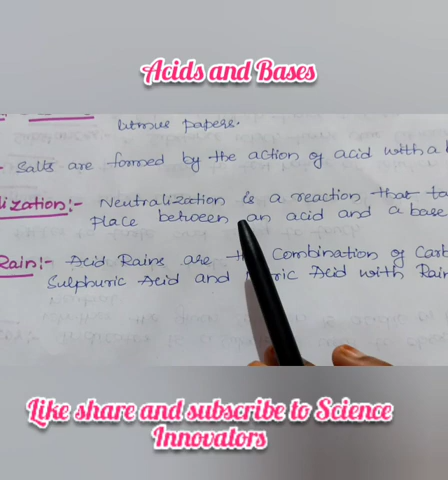 Acids and Bases
litmus papers.
Salts are formed by the action of acid with a
lization:- Neutralization is a reaction that ta
Place between an acid and a base
Rain:- Acid Rains are Combination of Carb
Sulphuric Acid and Acid with Rain
Like share and subscribe to Science
Innovators